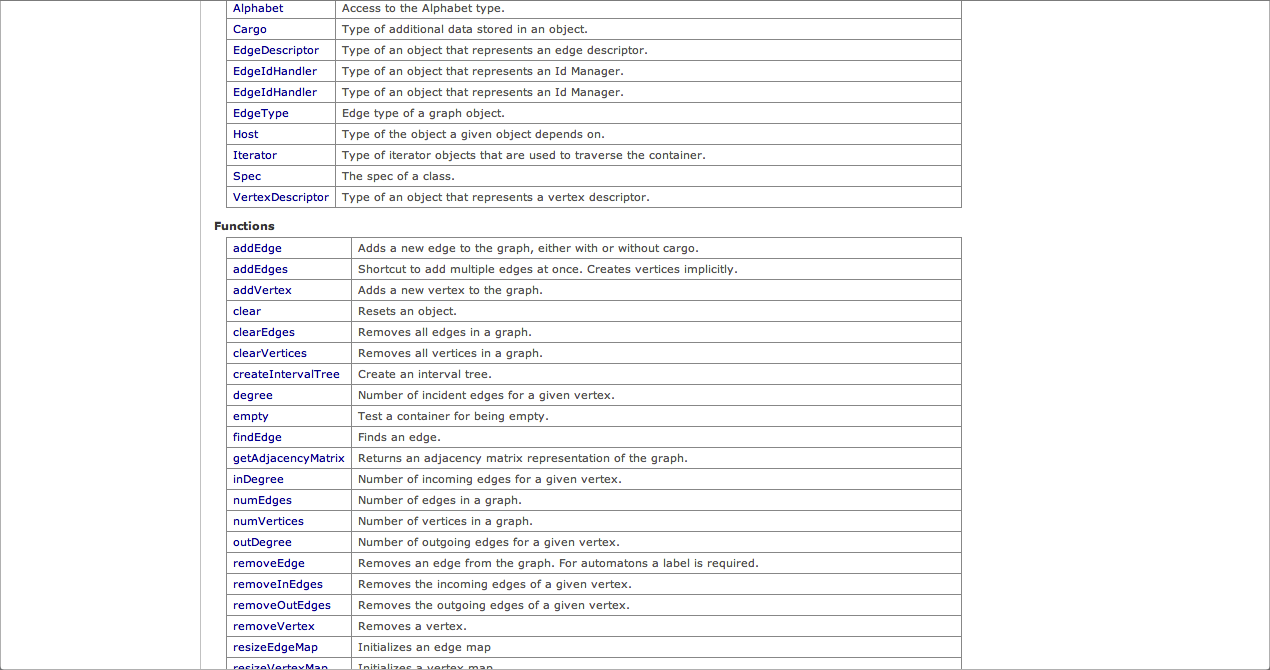 Alphabet Access to the Alphabet type.
Cargo Type of additional data stored in an object.
EdgeDescriptor Type of an object that represents an edge descriptor.
EdgeIdHandler Type of an object that represents an Id Manager.
EdgeIdHandler Type of an object that represents an Id Manager.
EdgeType Edge type of a graph object.
Host Type of the object a given object depends on.
Iterator Type of iterator objects that are used to traverse the container.
Spec The spec of a class.
VertexDescriptor Type of an object that represents a vertex descriptor.
Functions
addEdge Adds a new edge to the graph, either with or without cargo.
addEdges Shortcut to add multiple edges at once. Creates vertices implicitly.
addVertex Adds a new vertex to the graph.
clear Resets an object.
clearEdges Removes all edges in a graph.
clearVertices Removes all vertices in a graph.
createIntervalTree Create an interval tree.
degree Number of incident edges for a given vertex.
empty Test a container for being empty.
findEdge Finds an edge.
getAdjacencyMatrix Returns an adjacency matrix representation of the graph.
inDegree Number of incoming edges for a given vertex.
numEdges Number of edges in a graph.
numVertices Number of vertices in a graph.
outDegree Number of outgoing edges for a given vertex.
removeEdge Removes an edge from the graph. For automatons a label is required.
removeInEdges Removes the incoming edges of a given vertex.
removeOutEdges Removes the outgoing edges of a given vertex.
removeVertex Removes a vertex.
resizeEdgeMap Initializes an edge map
resizeVertexMap Initializes a vertex map